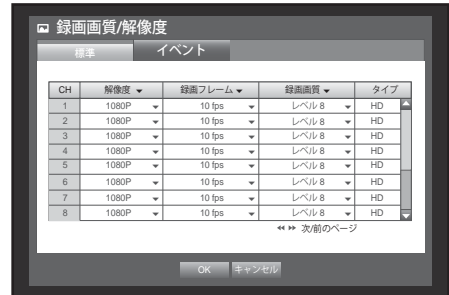 録画画質/解像度
標準 イベント
CH 解像度 録画フレーム 録画画質 タイプ
1 1080P 10 fps レベル 8 HD
2 1080P 10 fps レベル 8 HD
3 1080P 10 fps レベル 8 HD
4 1080P 10 fps レベル 8 HD
5 1080P 10 fps レベル 8 HD
6 1080P 10 fps レベル 8 HD
7 1080P 10 fps レベル 8 HD
8 1080P 10 fps レベル 8 HD
次/前のページ
OK キャンセル